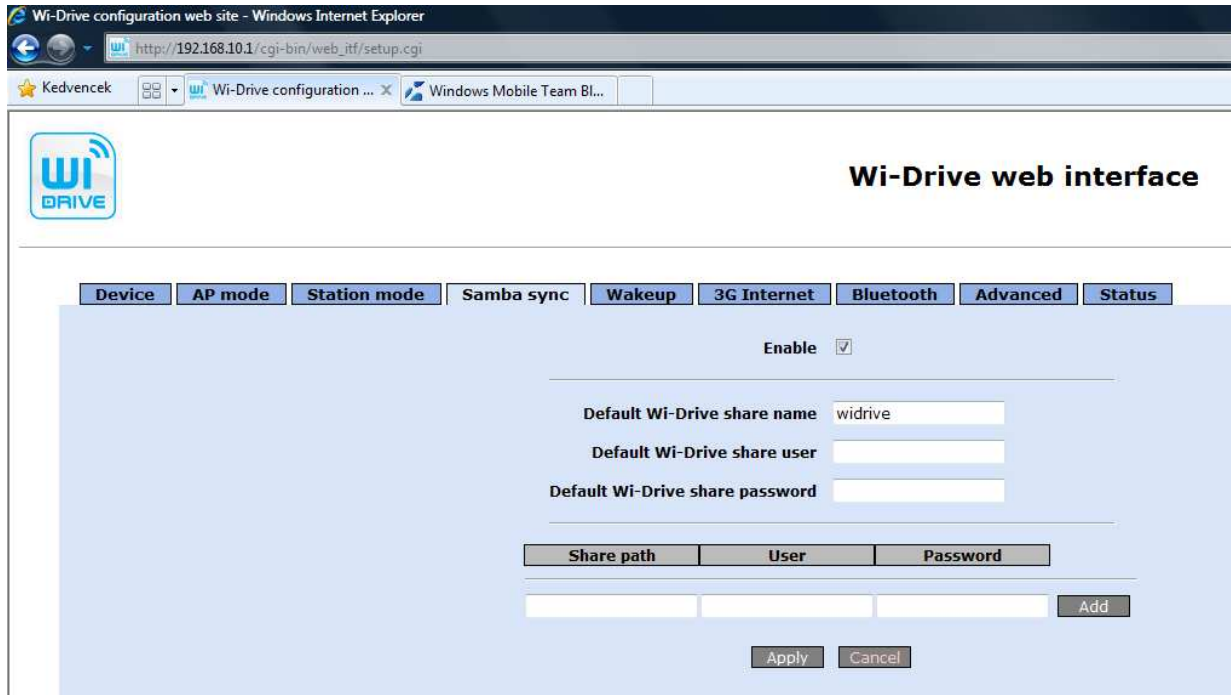 Wi-Drive configuration web site - Windows Internet Explorer
http://192.168.10.1/cgi-bin/web_itf/setup.cgi
Kedvencek Wi-Drive configuration ... X Windows Mobile Team Bl...
WI DRIVE
Wi-Drive web interface
Device AP mode Station mode Samba sync Wakeup 3G Internet Bluetooth Advanced Status
Enable
Default Wi-Drive share name widrive
Default Wi-Drive share user
Default Wi-Drive share password
Share path User Password
Add
Apply Cancel